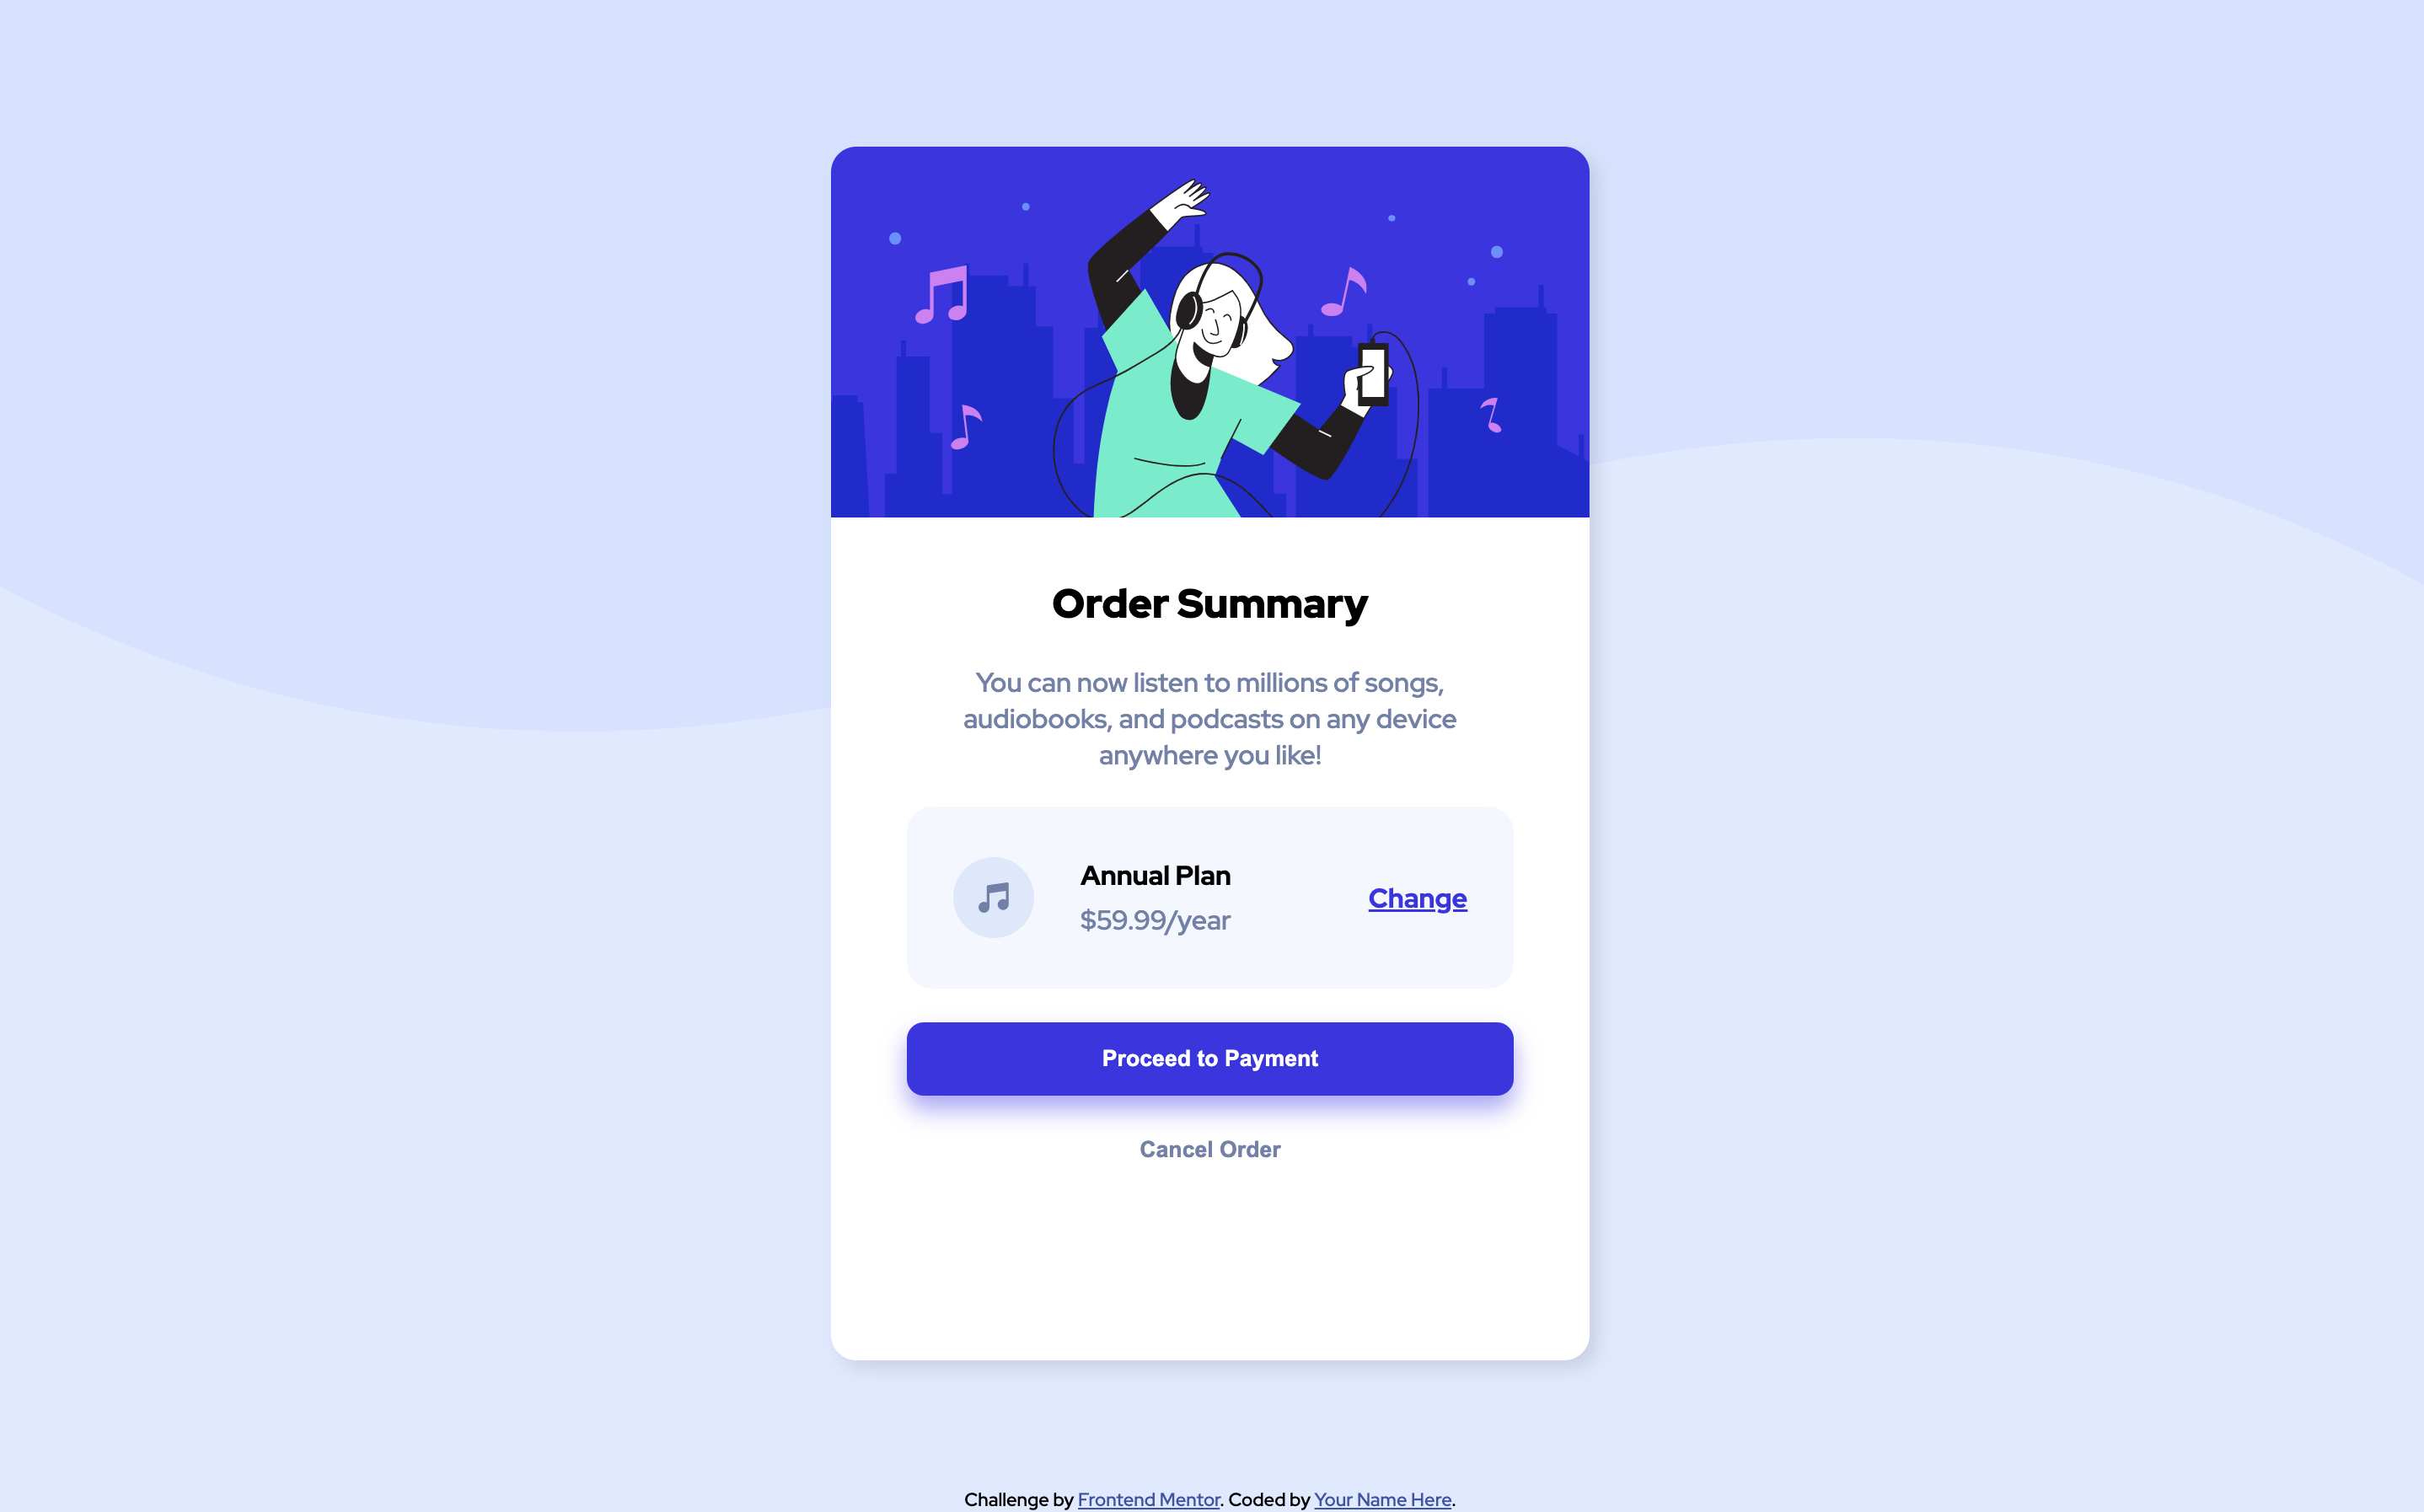 Order Summary
You can now listen to millions of songs,
audiobooks, and podcasts on any device
anywhere you like!
Annual Plan
$59.99/year
Change
Proceed to Payment
Cancel Order
Challenge by Frontend Mentor. Coded by Your Name Here.